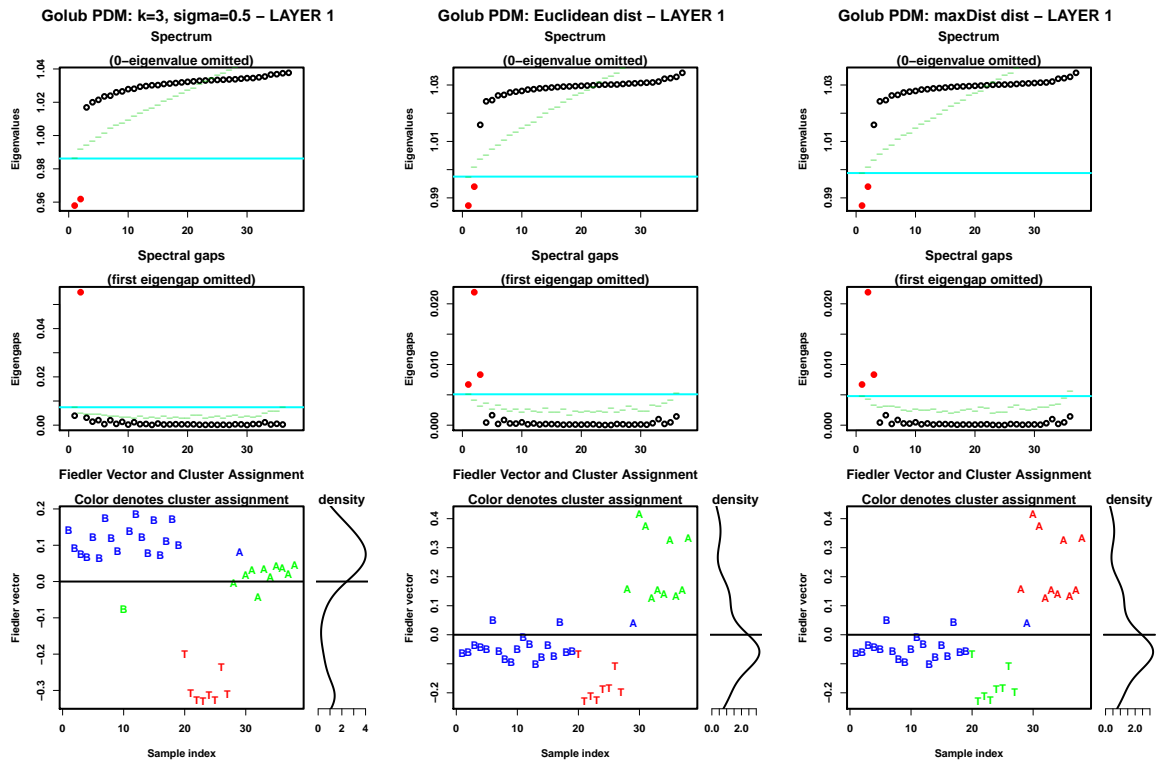 Golub PDM: k=3, sigma=0.5 – LAYER 1
Spectrum
(0−eigenvalue omitted)
Eigenvalues
1.04
1.02
1.00
0.98
0.96
0 10 20 30
Spectral gaps
(first eigengap omitted)
Eigengaps
0.04
0.02
0.00
0 10 20 30
Fiedler Vector and Cluster Assignment
Color denotes cluster assignment
density
Fiedler vector
0.2
0.1
0.0
−0.1
−0.2
−0.3
B B B B B B B B B B B B B B B B B B B
T T T T T T T T
A A A A A A A A A A A
0 10 20 30
Sample index
0 2 4
Golub PDM: Euclidean dist – LAYER 1
Spectrum
(0−eigenvalue omitted)
Eigenvalues
1.03
1.01
0.99
0 10 20 30
Spectral gaps
(first eigengap omitted)
Eigengaps
0.020
0.010
0.000
0 10 20 30
Fiedler Vector and Cluster Assignment
Color denotes cluster assignment
density
Fiedler vector
0.4
0.3
0.2
0.1
0.0
−0.2
B B B B B B B B B B B B B B B B B B B
T T T T T T T T
A A A A A A A A A A A
0 10 20 30
Sample index
0.0 2.0
Golub PDM: maxDist dist – LAYER 1
Spectrum
(0−eigenvalue omitted)
Eigenvalues
1.03
1.01
0.99
0 10 20 30
Spectral gaps
(first eigengap omitted)
Eigengaps
0.020
0.010
0.000
0 10 20 30
Fiedler Vector and Cluster Assignment
Color denotes cluster assignment
density
Fiedler vector
0.4
0.3
0.2
0.1
0.0
−0.2
B B B B B B B B B B B B B B B B B B B
T T T T T T T T
A A A A A A A A A A A
0 10 20 30
Sample index
0.0 2.0